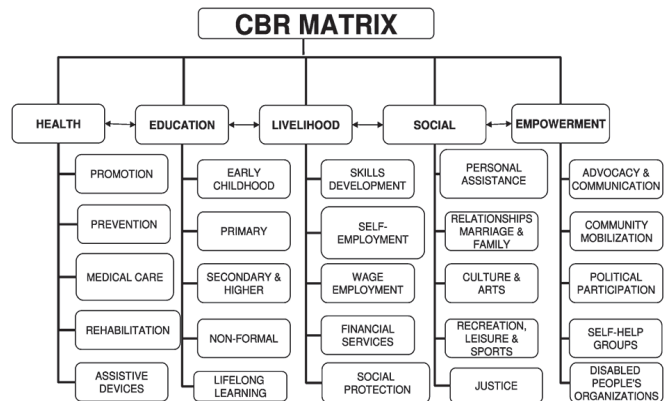 CBR MATRIX
HEALTH
EDUCATION
LIVELIHOOD
SOCIAL
EMPOWERMENT
PROMOTION
PREVENTION
MEDICAL CARE
REHABILITATION
ASSISTIVE
DEVICES
EARLY
CHILDHOOD
PRIMARY
SECONDARY &
HIGHER
NON-FORMAL
LIFELONG
LEARNING
SKILLS
DEVELOPMENT
SELF-
EMPLOYMENT
WAGE
EMPLOYMENT
FINANCIAL
SERVICES
SOCIAL
PROTECTION
PERSONAL
ASSISTANCE
RELATIONSHIPS
MARRIAGE &
FAMILY
CULTURE &
ARTS
RECREATION,
LEISURE &
SPORTS
JUSTICE
ADVOCACY &
COMMUNICATION
COMMUNITY
MOBILIZATION
POLITICAL
PARTICIPATION
SELF-HELP
GROUPS
DISABLED
PEOPLE'S
ORGANIZATIONS